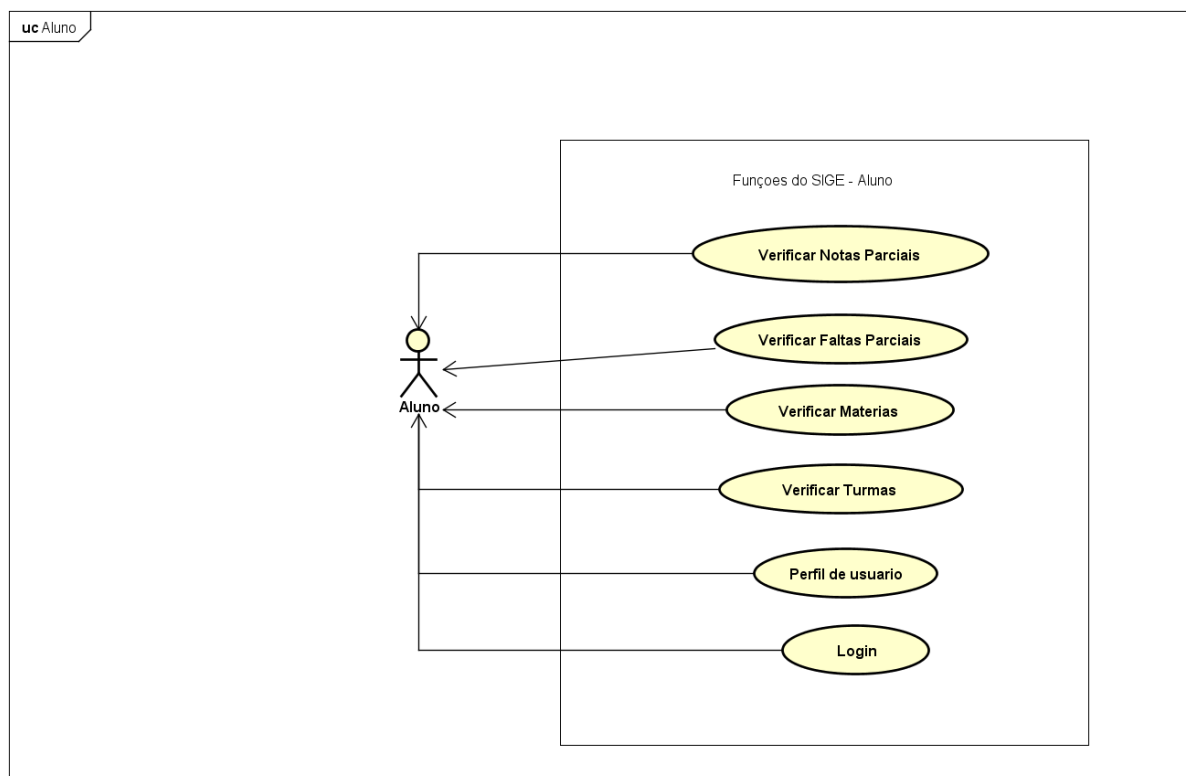 uc Aluno
Funçoes do SIGE - Aluno
Verificar Notas Parciais
Verificar Faltas Parciais
Aluno
Verificar Materias
Verificar Turmas
Perfil de usuario
Login